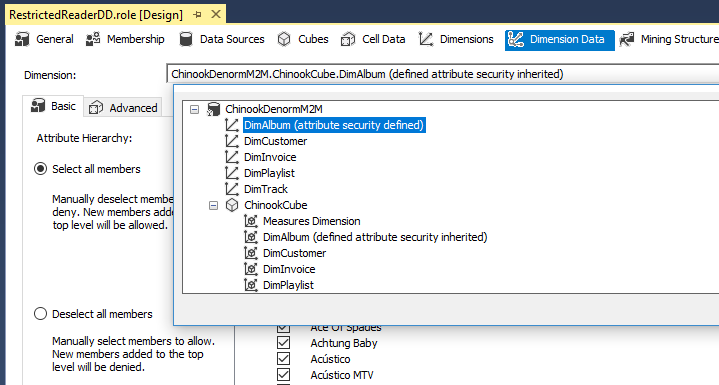 RestrictedReaderDD.role [Design]
General Membership Data Sources Cubes Cell Data Dimensions Dimension Data Mining Structure
Dimension: ChinookDenormM2M.ChinookCube.DimAlbum (defined attribute security inherited)
Basic Advanced
Attribute Hierarchy:
Select all members
Manually deselect
deny. New members
top level will be allowed.
Deselect all members
Manually select members to allow.
New members added to the top
level will be denied.
ChinookDenormM2M
DimAlbum (attribute security defined)
DimCustomer
DimInvoice
DimPlaylist
DimTrack
ChinookCube
Measures Dimension
DimAlbum (defined attribute security inherited)
DimCustomer
DimInvoice
DimPlaylist
Ace Of Spades
Achtung Baby
Acústico
Acústico MTV